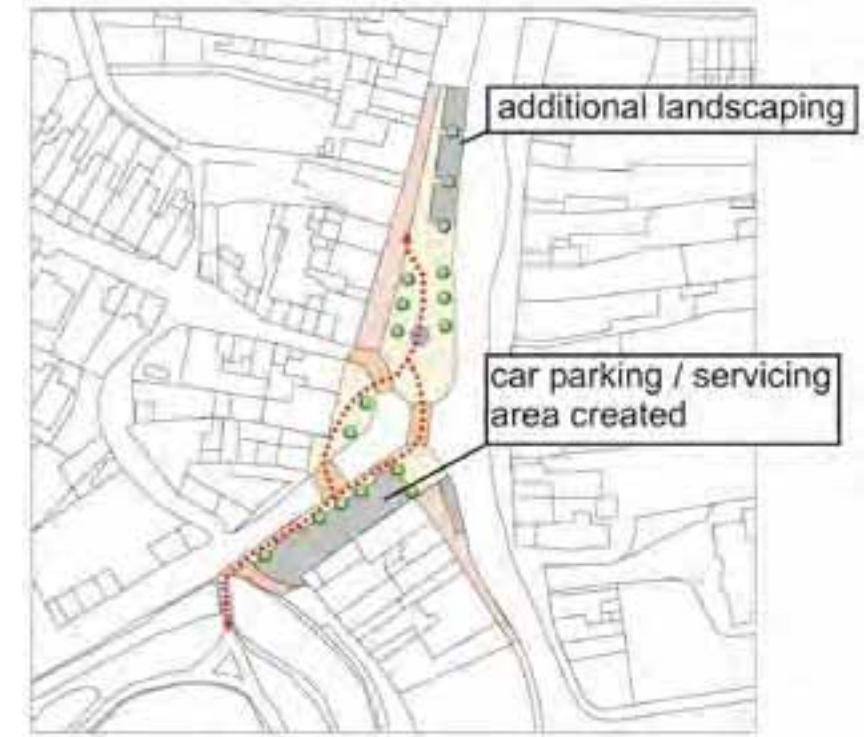 additional landscaping
car parking / servicing
area created